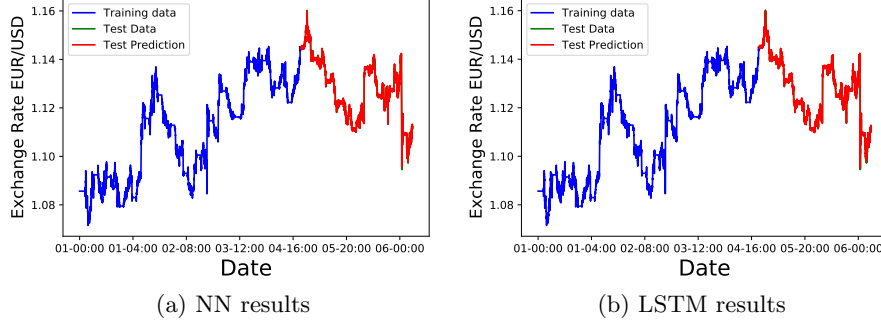 Training data
Test Data
Test Prediction
Exchange Rate EUR/USD
1.16
1.14
1.12
1.10
1.08
01-00:00 01-04:00 02-08:00 03-12:00 04-16:00 05-20:00 06-00:00
Date
(a) NN results
Training data
Test Data
Test Prediction
Exchange Rate EUR/USD
1.16
1.14
1.12
1.10
1.08
01-00:00 01-04:00 02-08:00 03-12:00 04-16:00 05-20:00 06-00:00
Date
(b) LSTM results